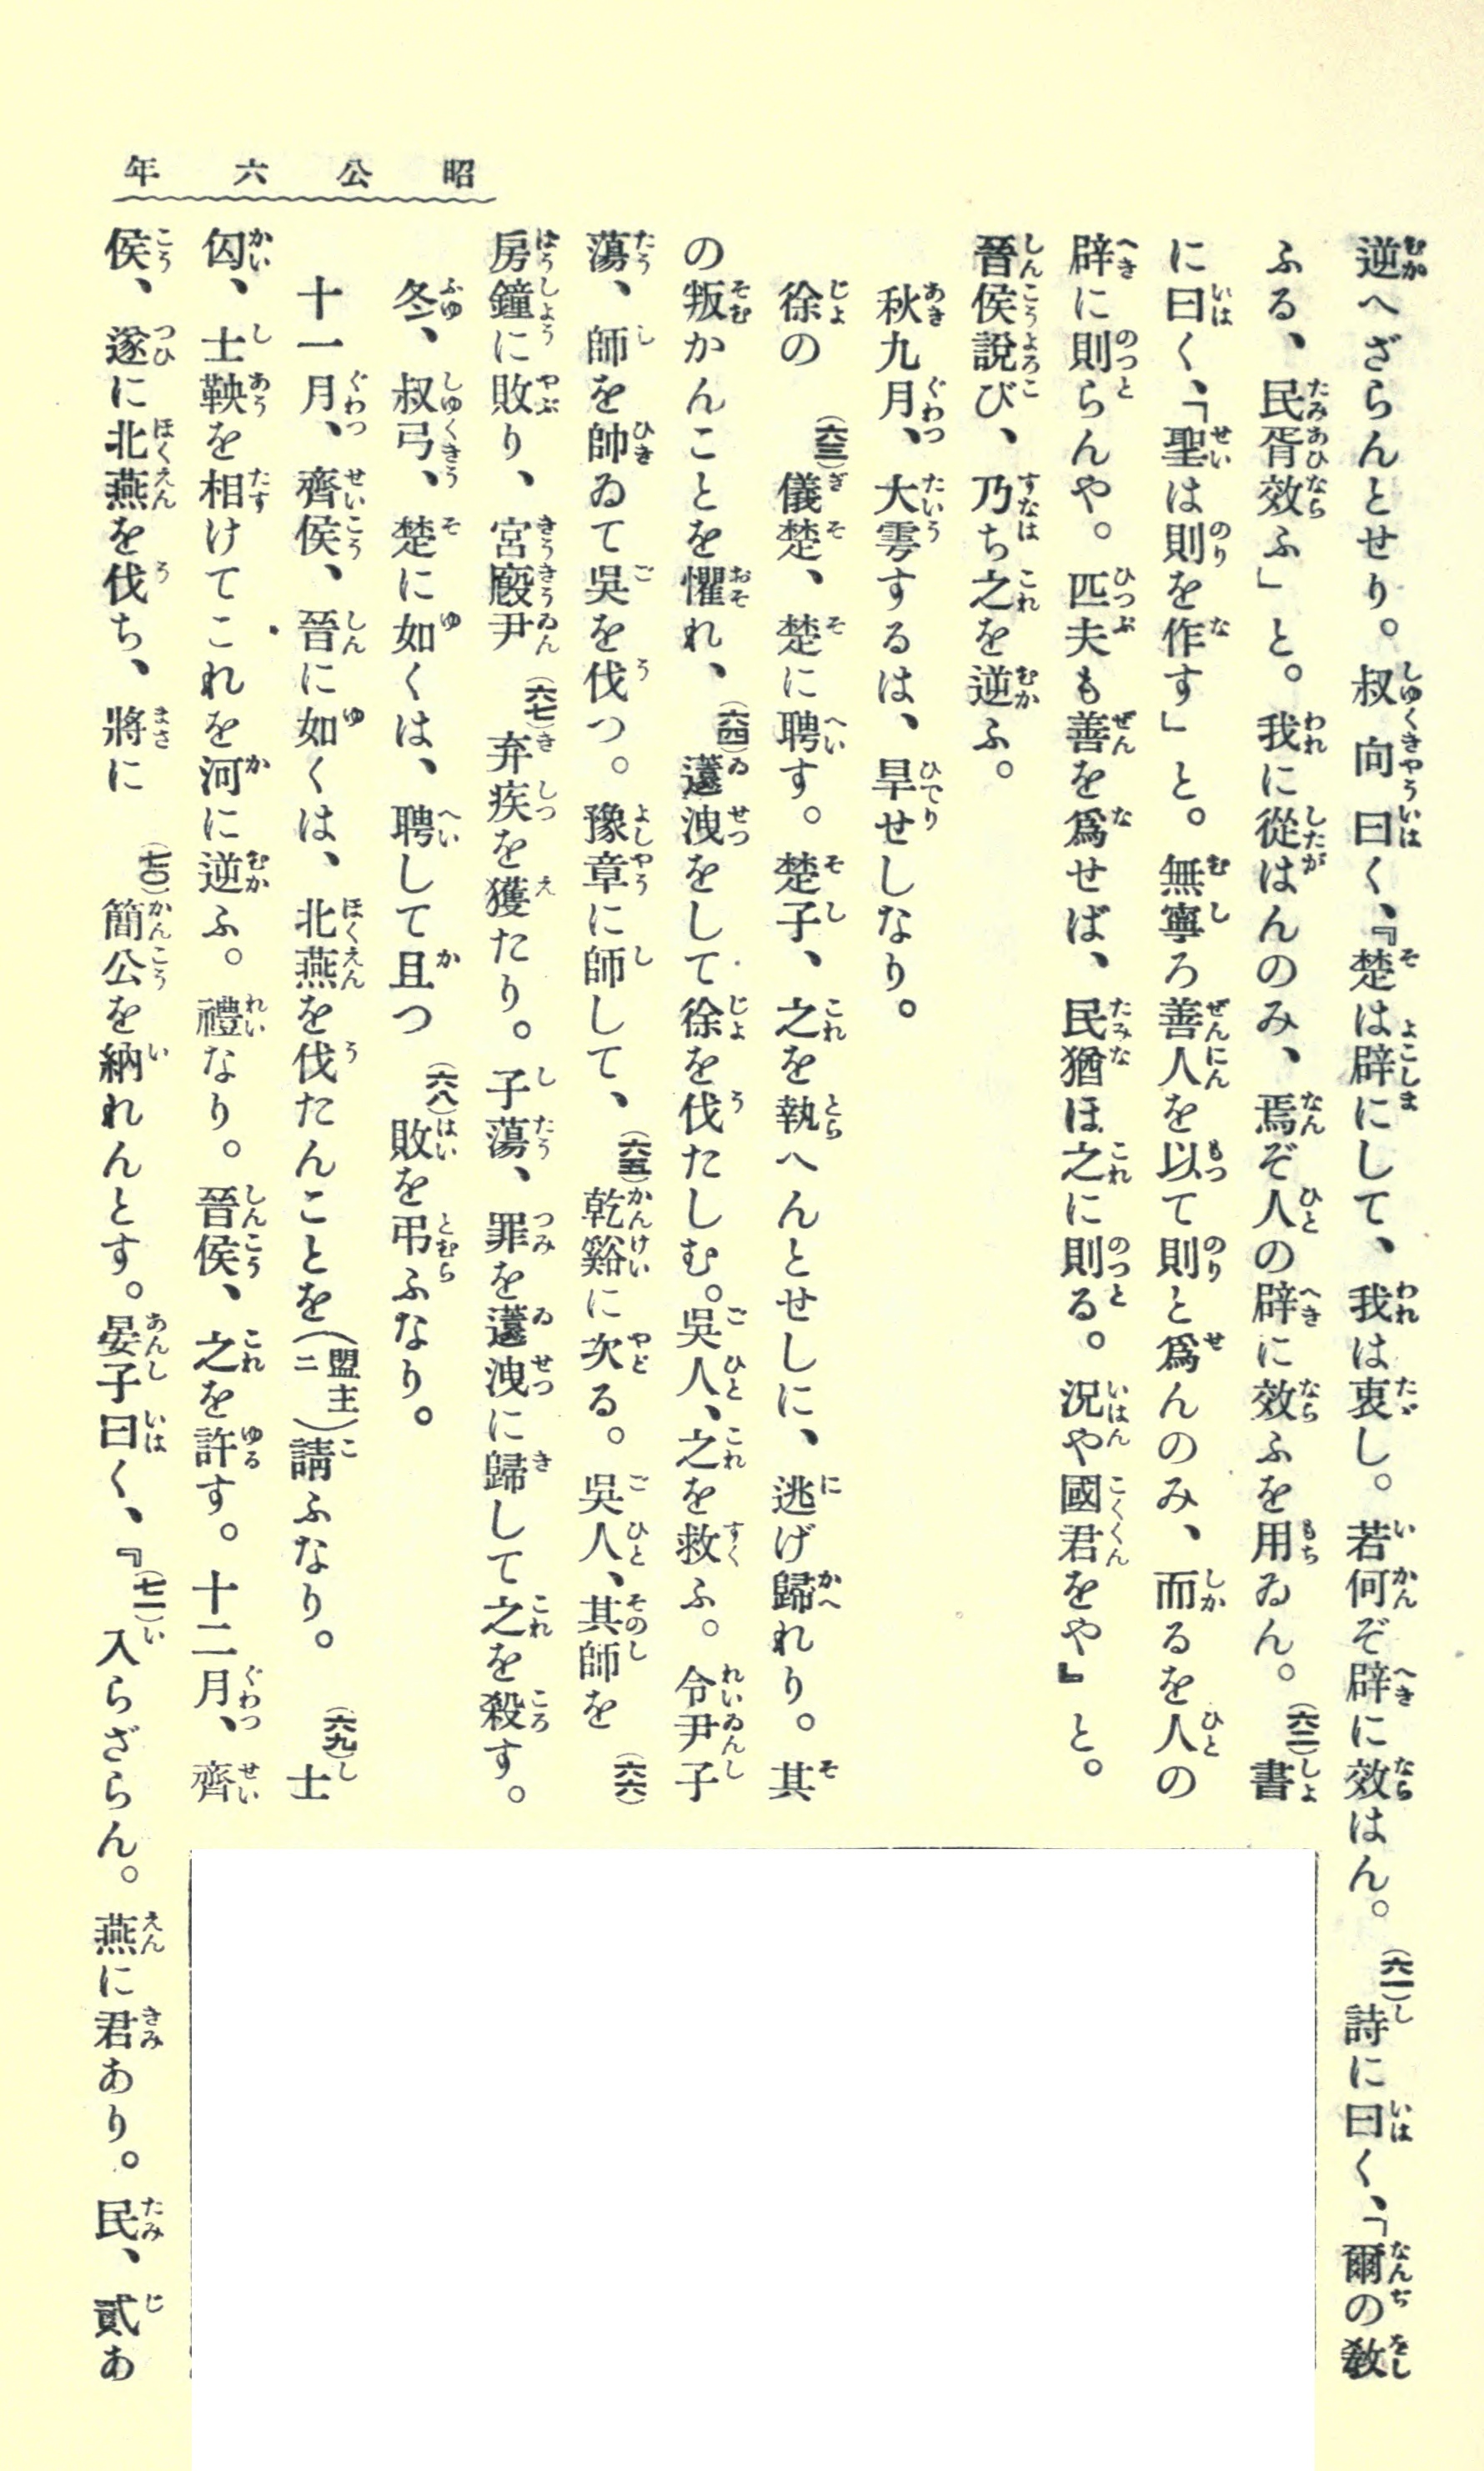 昭公六年
逆へざらんとせり。叔向曰く、『楚は辟にして、我は衷し。若何ぞ辟に效はん。(六一)詩に曰く、「爾の敎
ふる、民胥效ふ」と。我に從はんのみ、焉ぞ人の辟に效ふを用ゐん。(六二)書
に曰く、「聖は則を作す」と。無寧ろ善人を以て則と爲んのみ、而るを人の
辟に則らんや。匹夫も善を爲せば、民猶ほ之に則る。況や國君をや』と。
晉侯說び、乃ち之を逆ふ。
秋九月、大雩するは、旱せしなり。
徐の(六三)儀楚、楚に聘す。楚子、之を執へんとせしに、逃げ歸れり。其
の叛かんことを懼れ、(六四)薳洩をして徐を伐たしむ。吳人、之を救ふ。令尹子
蕩、師を帥ゐて吳を伐つ。豫章に師して、(六五)乾谿に次る。吳人、其師を(六六)
房鐘に敗り、宮廏尹(六七)弃疾を獲たり。子蕩、罪を薳洩に歸して之を殺す。
冬、叔弓、楚に如くは、聘して且つ(六八)敗を弔ふなり。
十一月、齊侯、晉に如くは、北燕を伐たんことを(盟主ニ)請ふなり。(六九)士
匃、士鞅を相けてこれを河に逆ふ。禮なり。晉侯、之を許す。十二月、齊
侯、遂に北燕を伐ち、將に(七〇)簡公を納れんとす。晏子曰く、『(七一)入らざらん。燕に君あり。民、貳あ